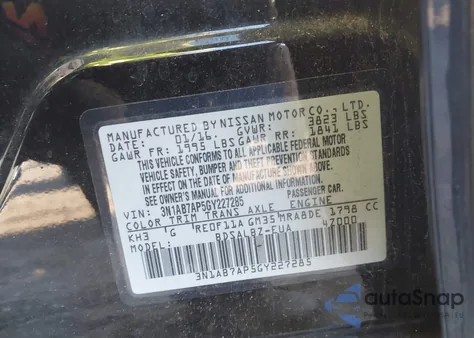 MANUFACTURED BY NISSAN MOTOR CO., LTD.
DATE: 01/16 GVWR: 3823 LBS
GAWR FR: 1995 LBS GAWR RR: 1841 LBS
THIS VEHICLE CONFORMS TO ALL APPLICABLE FEDERAL MOTOR
VEHICLE SAFETY, BUMPER AND THEFT PREVENTION STANDARDS
IN EFFECT ON THE DATE OF MANUFACTURE SHOWN ABOVE.
SEE OWNER'S MANUAL FOR ADDITIONAL INFORMATION
VIN: 3N1AB7AP5GY227285 PASSENGER CAR.
COLOR TRIM TRANS AXLE ENGINE
KH3 G RE0F11A GM35 MRA8DE 1798 CC
BDSALBZ-EUA 4Z000
3N1AB7AP5GY227285
autoSnap